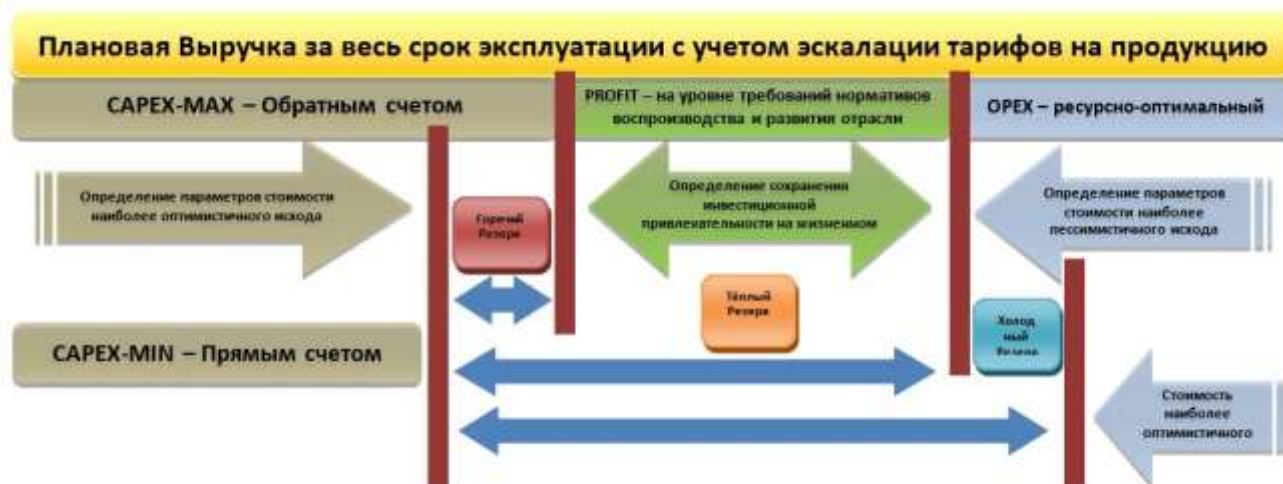 Плановая Выручка за весь срок эксплуатации с учетом эскалации тарифов на продукцию
CAPEX-MAX – Обратным счетом
PROFIT – на уровне требований нормативов
воспроизводства и развития отрасли
OPEX – ресурсно-оптимальный
Определение параметров стоимости
наиболее оптимистичного исхода
Горячий
Резерв
Определение сохранения
инвестиционной
привлекательности на жизненном
Определение параметров
стоимости наиболее
пессимистичного исхода
Тёплый
Резерв
Холод
ный
Резерв
CAPEX-MIN – Прямым счетом
Стоимость
наиболее
оптимистичного